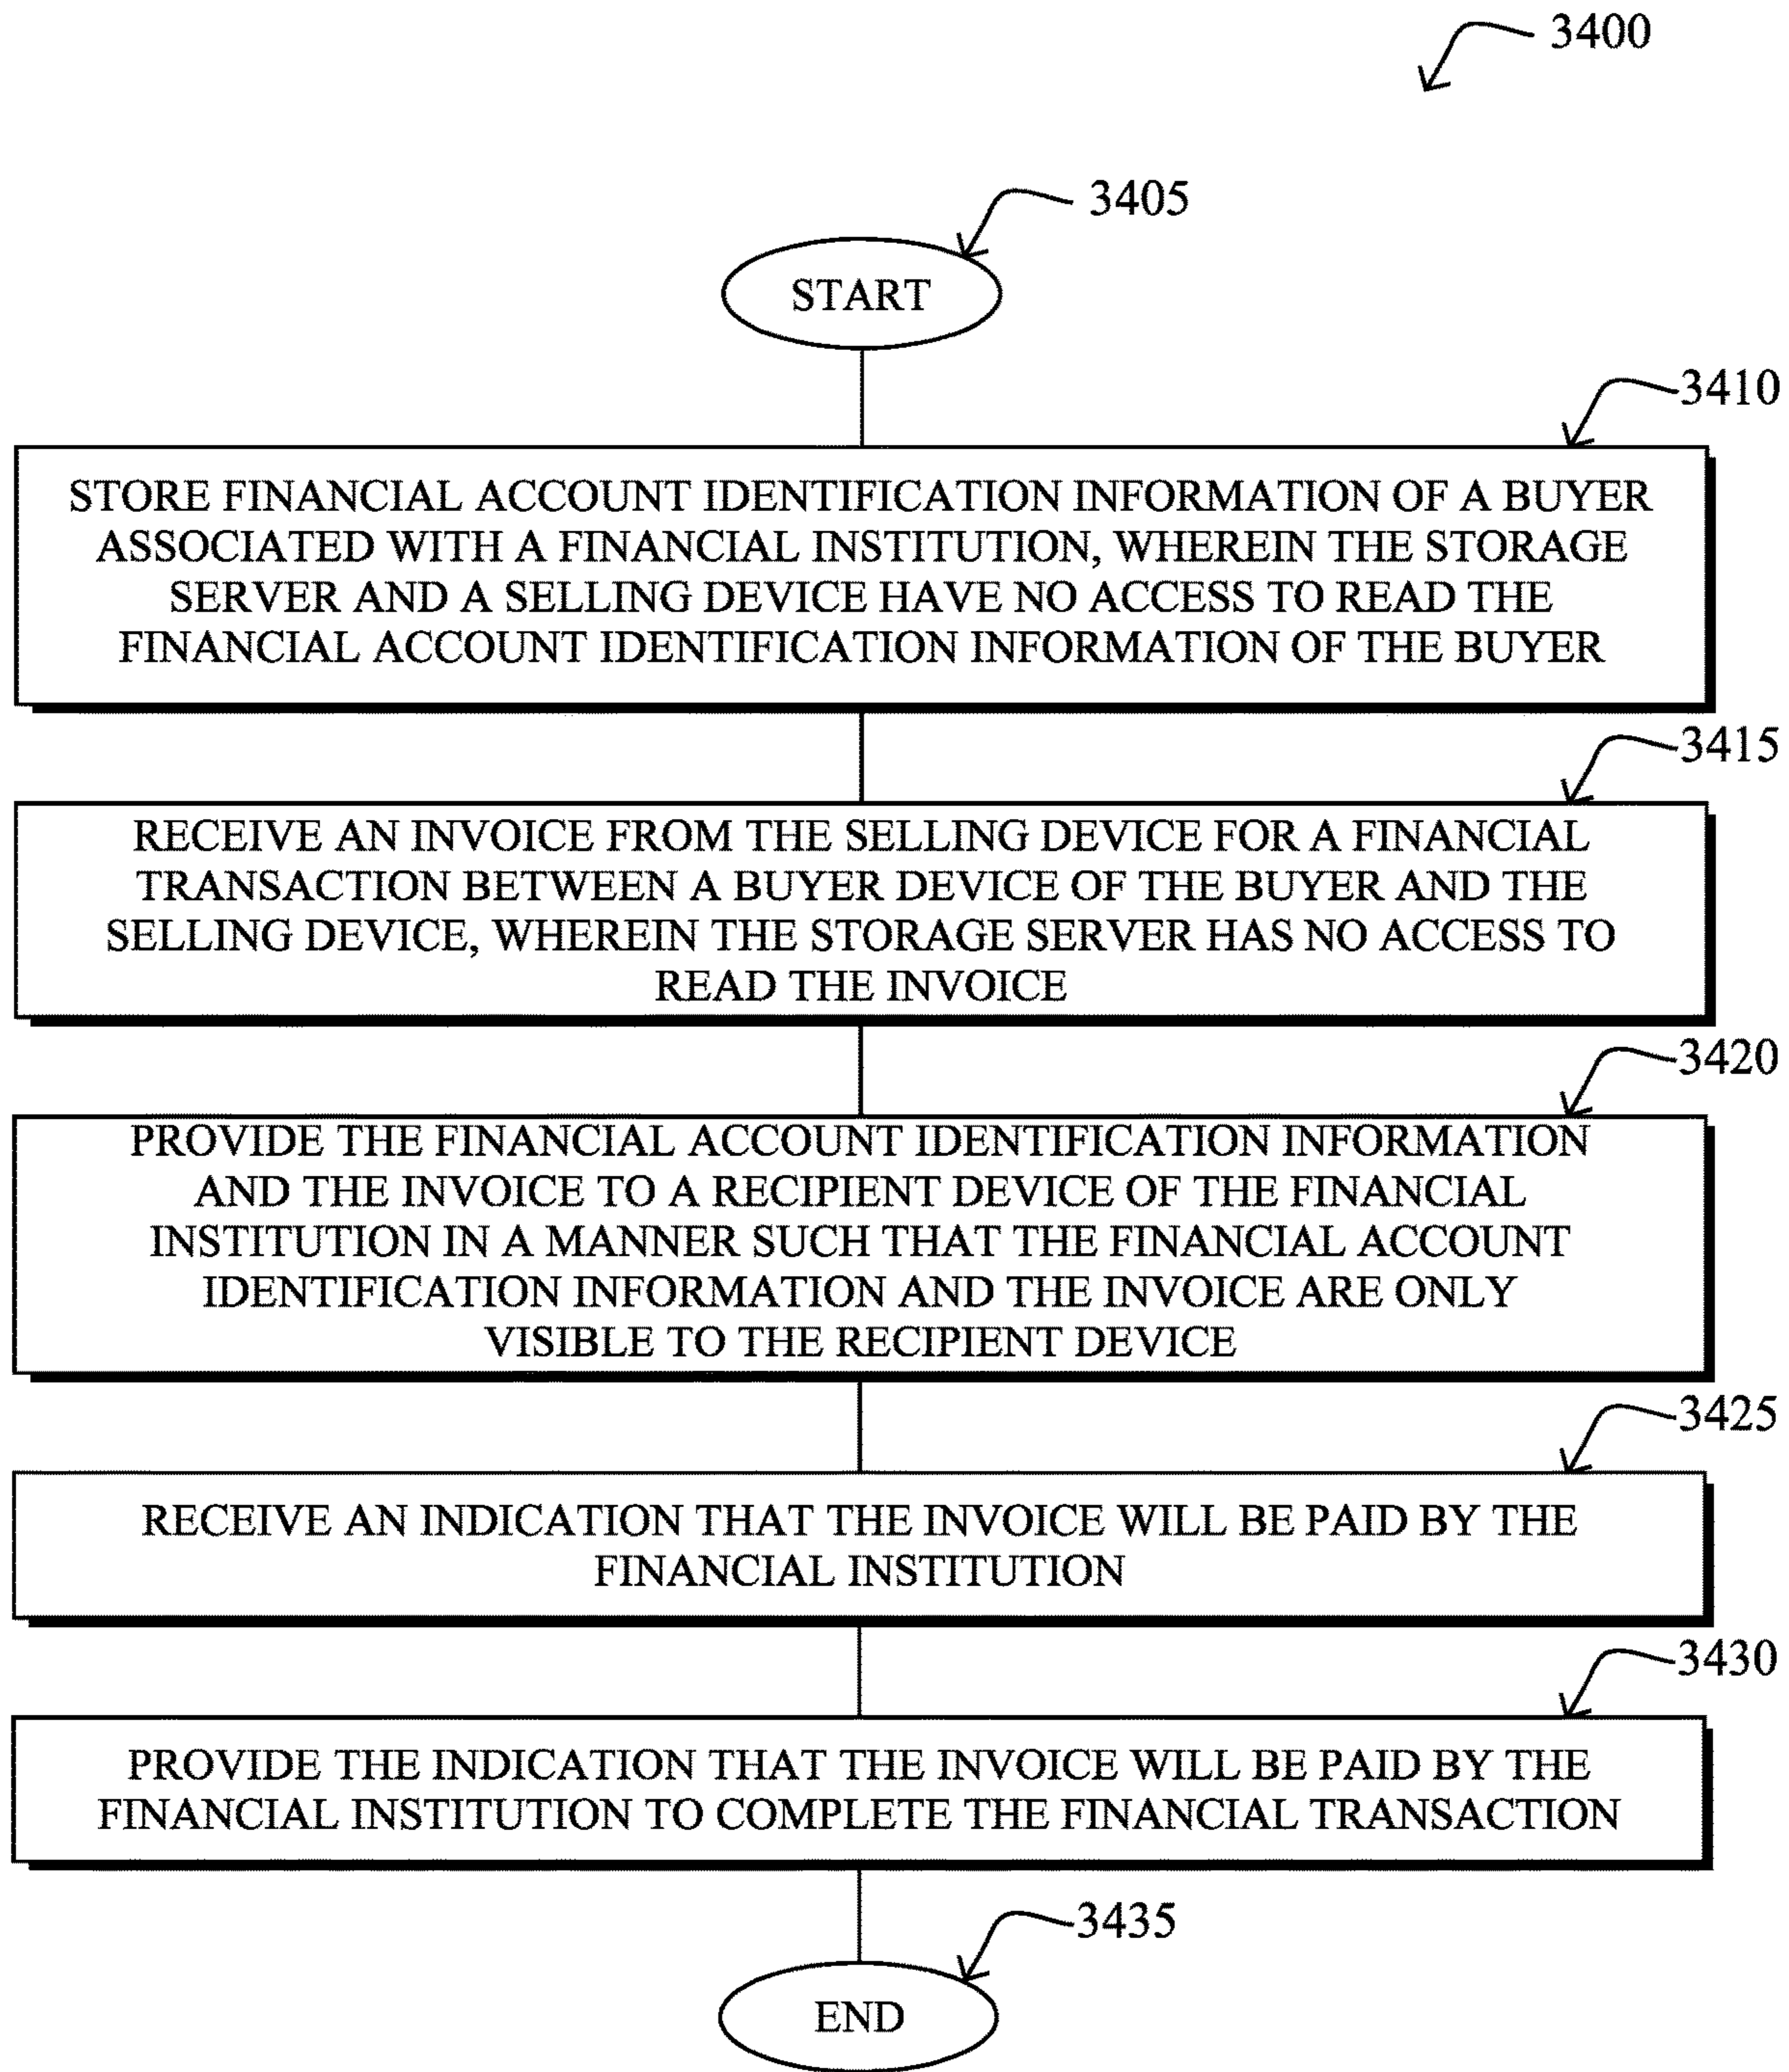 3400
3405
START
3410
STORE FINANCIAL ACCOUNT IDENTIFICATION INFORMATION OF A BUYER
ASSOCIATED WITH A FINANCIAL INSTITUTION, WHEREIN THE STORAGE
SERVER AND A SELLING DEVICE HAVE NO ACCESS TO READ THE
FINANCIAL ACCOUNT IDENTIFICATION INFORMATION OF THE BUYER
3415
RECEIVE AN INVOICE FROM THE SELLING DEVICE FOR A FINANCIAL
TRANSACTION BETWEEN A BUYER DEVICE OF THE BUYER AND THE
SELLING DEVICE, WHEREIN THE STORAGE SERVER HAS NO ACCESS TO
READ THE INVOICE
3420
PROVIDE THE FINANCIAL ACCOUNT IDENTIFICATION INFORMATION
AND THE INVOICE TO A RECIPIENT DEVICE OF THE FINANCIAL
INSTITUTION IN A MANNER SUCH THAT THE FINANCIAL ACCOUNT
IDENTIFICATION INFORMATION AND THE INVOICE ARE ONLY
VISIBLE TO THE RECIPIENT DEVICE
3425
RECEIVE AN INDICATION THAT THE INVOICE WILL BE PAID BY THE
FINANCIAL INSTITUTION
3430
PROVIDE THE INDICATION THAT THE INVOICE WILL BE PAID BY THE
FINANCIAL INSTITUTION TO COMPLETE THE FINANCIAL TRANSACTION
3435
END